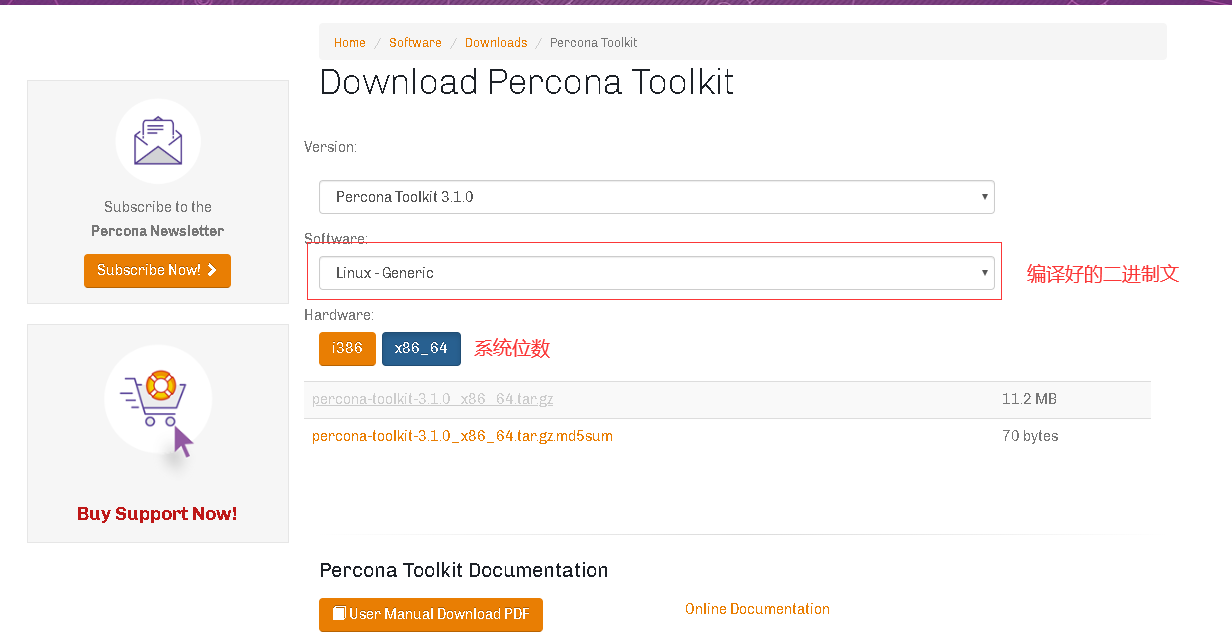 Home / Software / Downloads / Percona Toolkit
Download Percona Toolkit
Subscribe to the
Percona Newsletter
Subscribe Now!
Buy Support Now!
Version:
Percona Toolkit 3.1.0
Software:
Linux - Generic
编译好的二进制文
Hardware:
i386
x86_64
系统位数
percona-toolkit-3.1.0_x86_64.tar.gz 11.2 MB
percona-toolkit-3.1.0_x86_64.tar.gz.md5sum 70 bytes
Percona Toolkit Documentation
User Manual Download PDF
Online Documentation